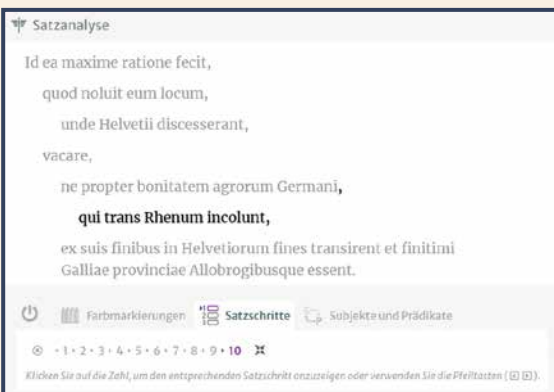 Satzanalyse
Id ea maxime ratione fecit,
quod noluit eum locum,
unde Helvetii discesserant,
vacare,
ne propter bonitatem agrorum Germani,
qui trans Rhenum incolunt,
ex suis finibus in Helvetiorum fines transirent et finitimi
Galliae provinciae Allobrogibusque essent.
Farbmarkierungen Satzschritte Subjekte und Prädikate
• 1 • 2 • 3 • 4 • 5 • 6 • 7 • 8 • 9 • 10
Klicken Sie auf die Zahl, um den entsprechenden Satzschritt anzuzeigen oder verwenden Sie die Pfeiltasten